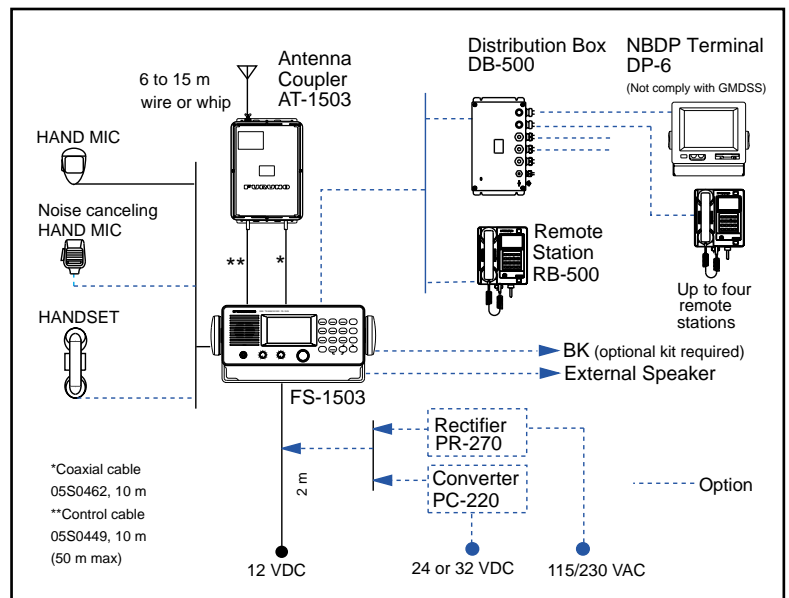 Antenna
Coupler
AT-1503
6 to 15 m
wire or whip
Distribution Box
DB-500
NBDP Terminal
DP-6
(Not comply with GMDSS)
HAND MIC
FURUNO
Noise canceling
HAND MIC
**
*
Remote
Station
RB-500
Up to four
remote
stations
HANDSET
FS-1503
BK (optional kit required)
External Speaker
Rectifier
PR-270
Converter
PC-220
2 m
Option
*Coaxial cable
05S0462, 10 m
**Control cable
05S0449, 10 m
(50 m max)
12 VDC
24 or 32 VDC
115/230 VAC